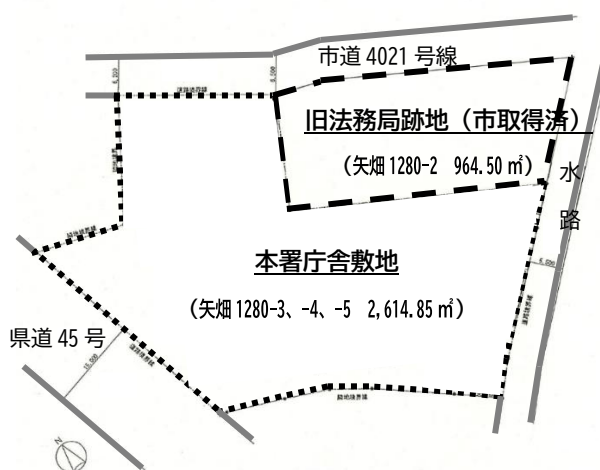 市道 4021 号線
旧法務局跡地（市取得済）
（矢畑 1280-2 964.50 ㎡）
水
路
本署庁舎敷地
（矢畑 1280-3、-4、-5 2,614.85 ㎡）
県道 45 号
15,000
N